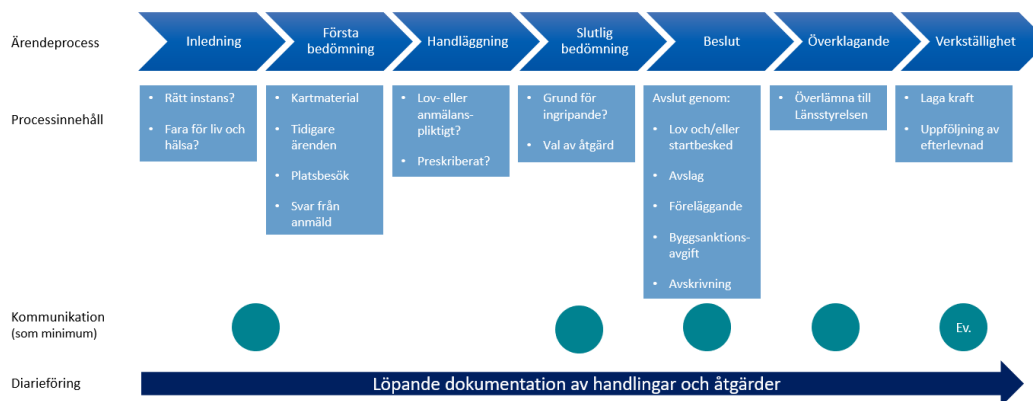 Ärendeprocess
Inledning
Första
bedömning
Handläggning
Slutlig
bedömning
Beslut
Överklagande
Verkställighet
Processinnehåll
• Rätt instans?
• Fara för liv och
hälsa?
• Kartmaterial
• Tidigare
ärenden
• Platsbesök
• Svar från
anmäld
• Lov- eller
anmälans-
pliktigt?
• Preskriberat?
• Grund för
ingripande?
• Val av åtgärd
Avslut genom:
• Lov och/eller
startbesked
• Avslag
• Föreläggande
• Byggsanktions-
avgift
• Avskrivning
• Överlämna till
Länsstyrelsen
• Laga kraft
• Uppföljning av
efterlevnad
Kommunikation
(som minimum)
Ev.
Diarieföring
Löpande dokumentation av handlingar och åtgärder